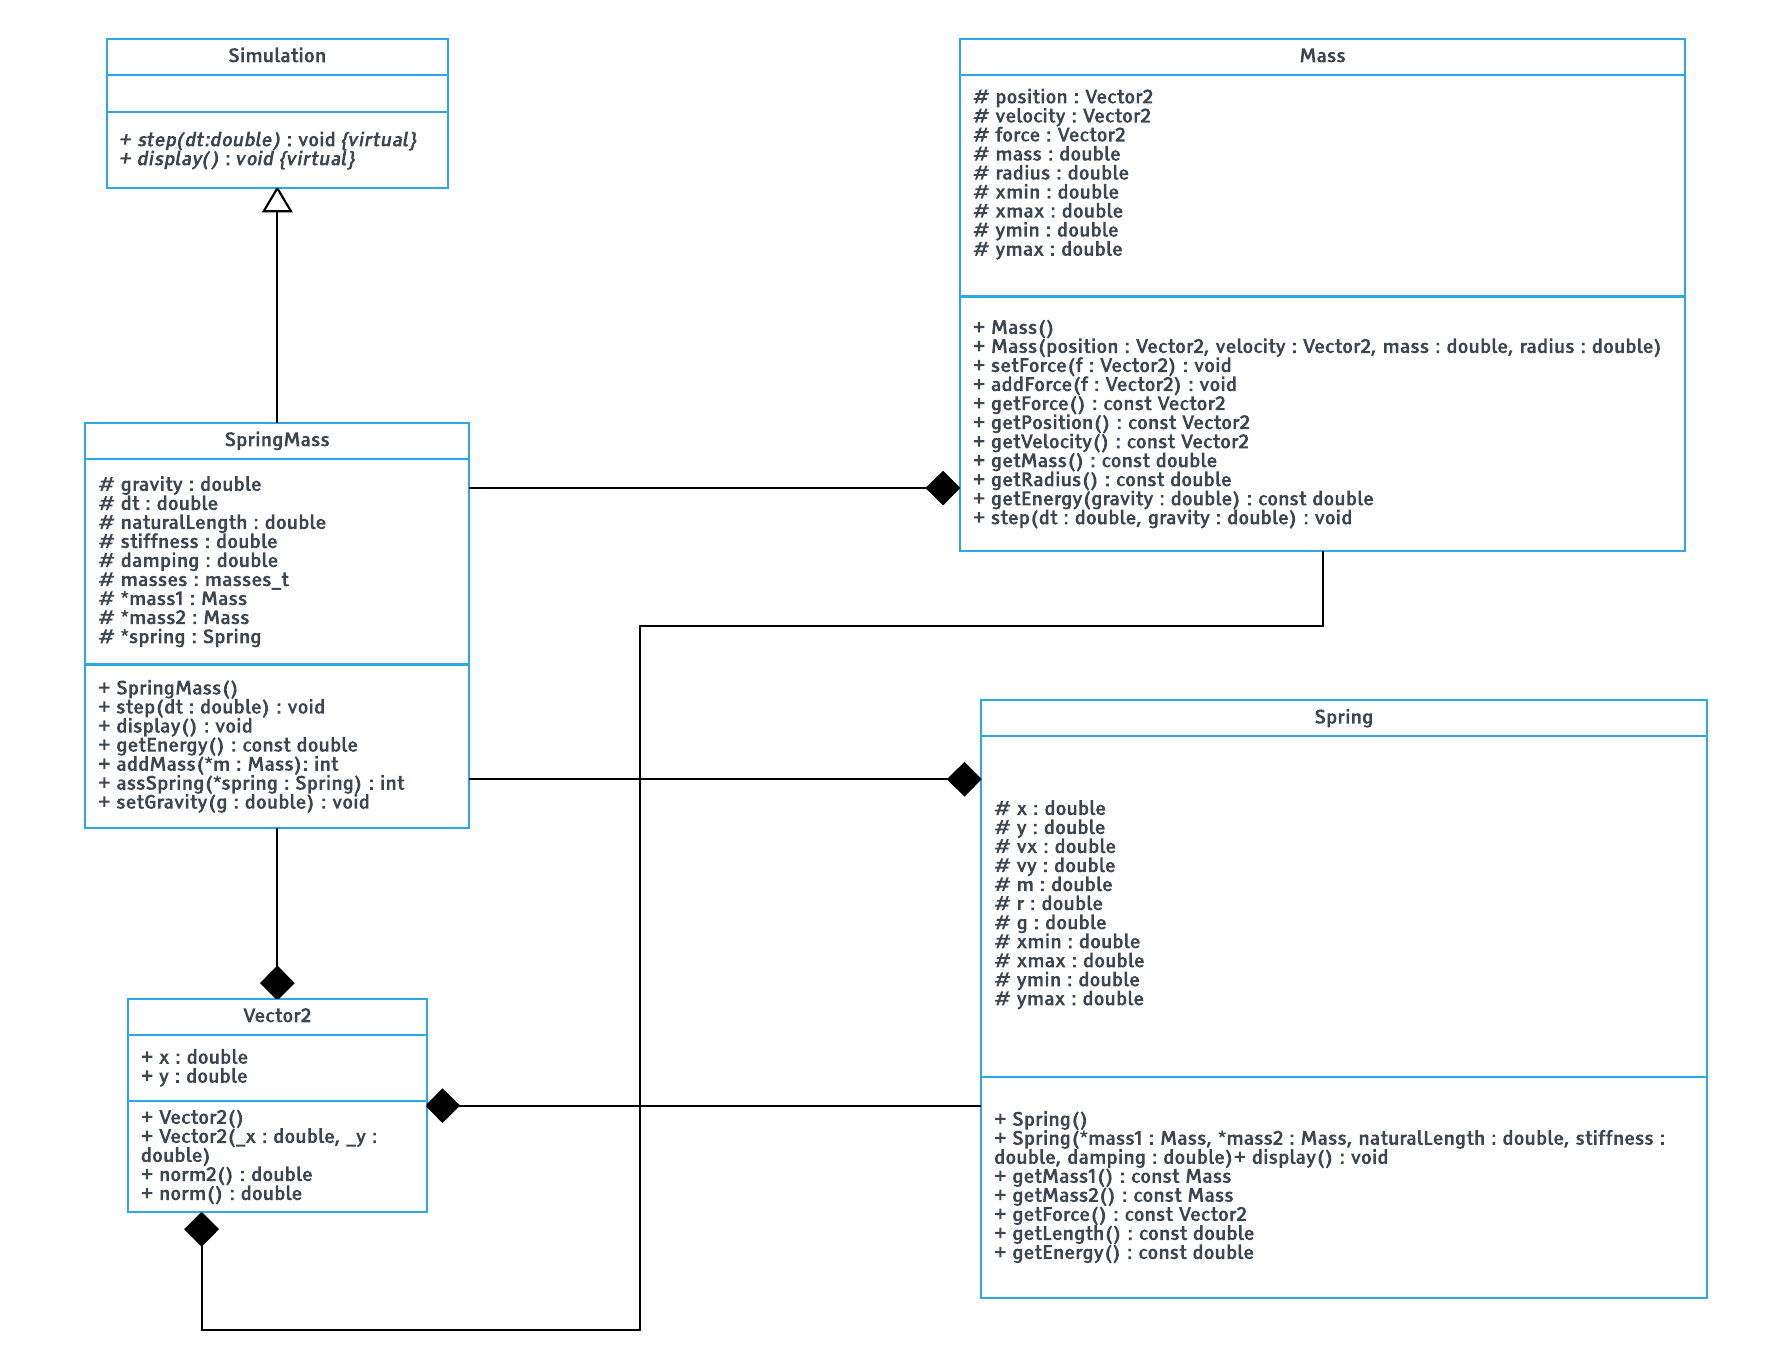 Simulation
+ step(dt:double) : void {virtual}
+ display() : void {virtual}
Mass
# position : Vector2
# velocity : Vector2
# force : Vector2
# mass : double
# radius : double
# xmin : double
# xmax : double
# ymin : double
# ymax : double
+ Mass()
+ Mass(position : Vector2, velocity : Vector2, mass : double, radius : double)
+ setForce(f : Vector2) : void
+ addForce(f : Vector2) : void
+ getForce() : const Vector2
+ getPosition() : const Vector2
+ getVelocity() : const Vector2
+ getMass() : const double
+ getRadius() : const double
+ getEnergy(gravity : double) : const double
+ step(dt : double, gravity : double) : void
SpringMass
# gravity : double
# dt : double
# naturalLength : double
# stiffness : double
# damping : double
# masses : masses_t
# *mass1 : Mass
# *mass2 : Mass
# *spring : Spring
+ SpringMass()
+ step(dt : double) : void
+ display() : void
+ getEnergy() : const double
+ addMass(*m : Mass): int
+ assSpring(*spring : Spring) : int
+ setGravity(g : double) : void
Spring
# x : double
# y : double
# vx : double
# vy : double
# m : double
# r : double
# g : double
# xmin : double
# xmax : double
# ymin : double
# ymax : double
+ Spring()
+ Spring(*mass1 : Mass, *mass2 : Mass, naturalLength : double, stiffness :
double, damping : double)+ display() : void
+ getMass1() : const Mass
+ getMass2() : const Mass
+ getForce() : const Vector2
+ getLength() : const double
+ getEnergy() : const double
Vector2
+ x : double
+ y : double
+ Vector2()
+ Vector2(_x : double, _y :
double)
+ norm2() : double
+ norm() : double